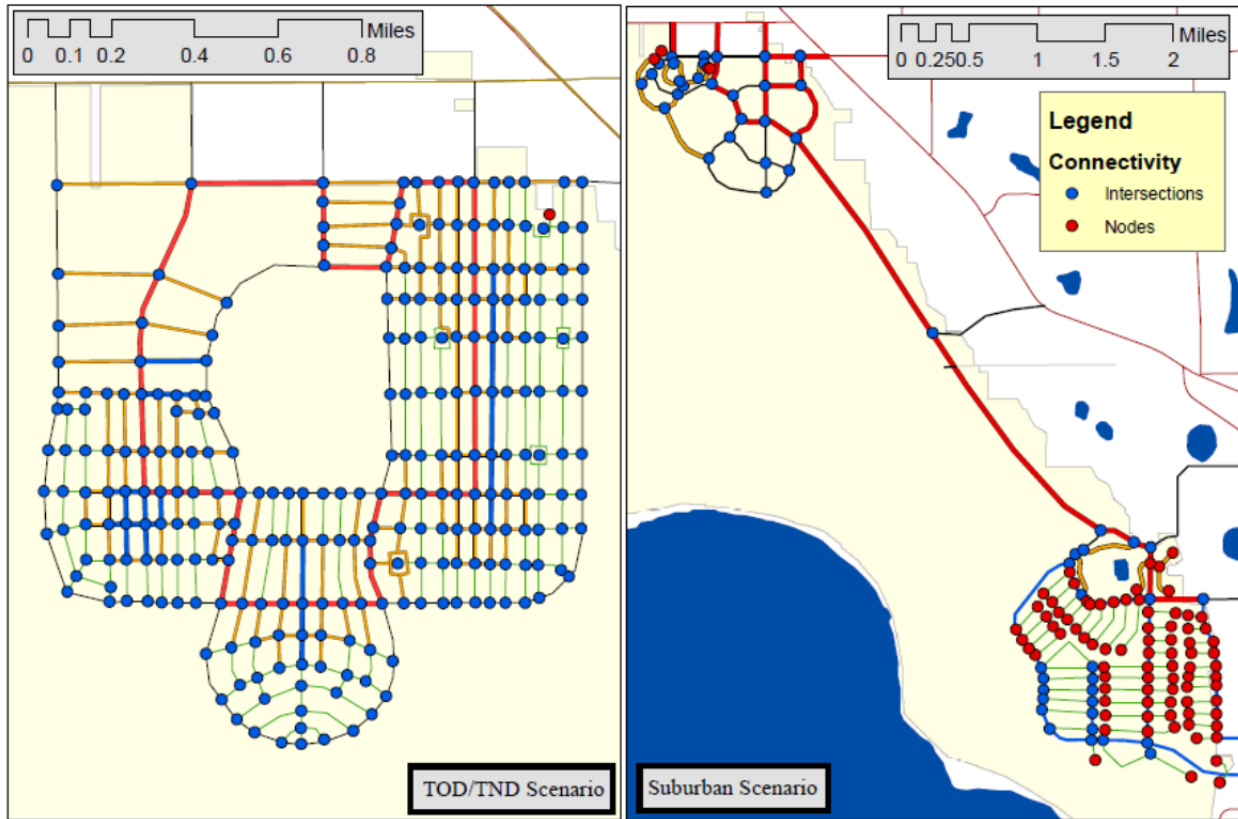 Miles
0 0.1 0.2 0.4 0.6 0.8
Miles
0 0.250.5 1 1.5 2
Legend
Connectivity
Intersections
Nodes
TOD/TND Scenario
Suburban Scenario